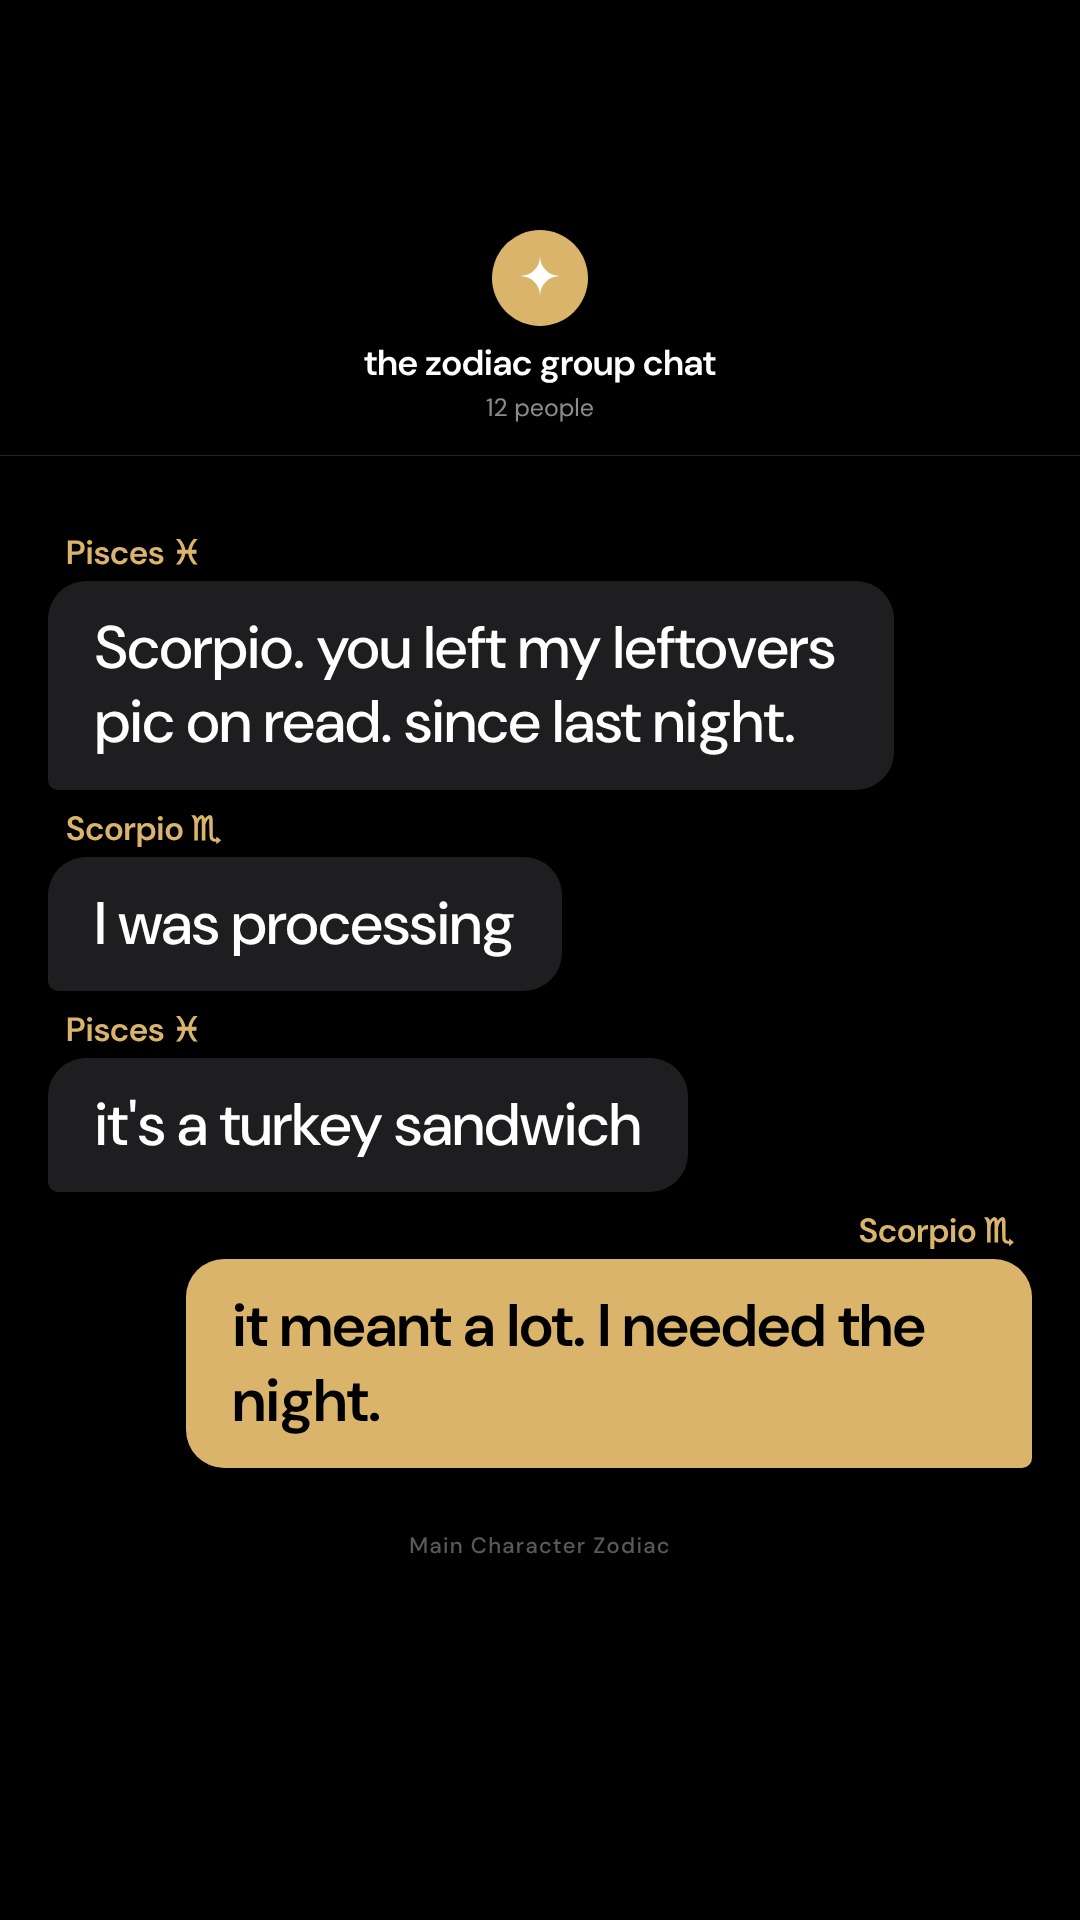 the zodiac group chat
12 people
Pisces ♓︎
Scorpio. you left my leftovers
pic on read. since last night.
Scorpio ♏︎
I was processing
Pisces ♓︎
it's a turkey sandwich
Scorpio ♏︎
it meant a lot. I needed the
night.
Main Character Zodiac